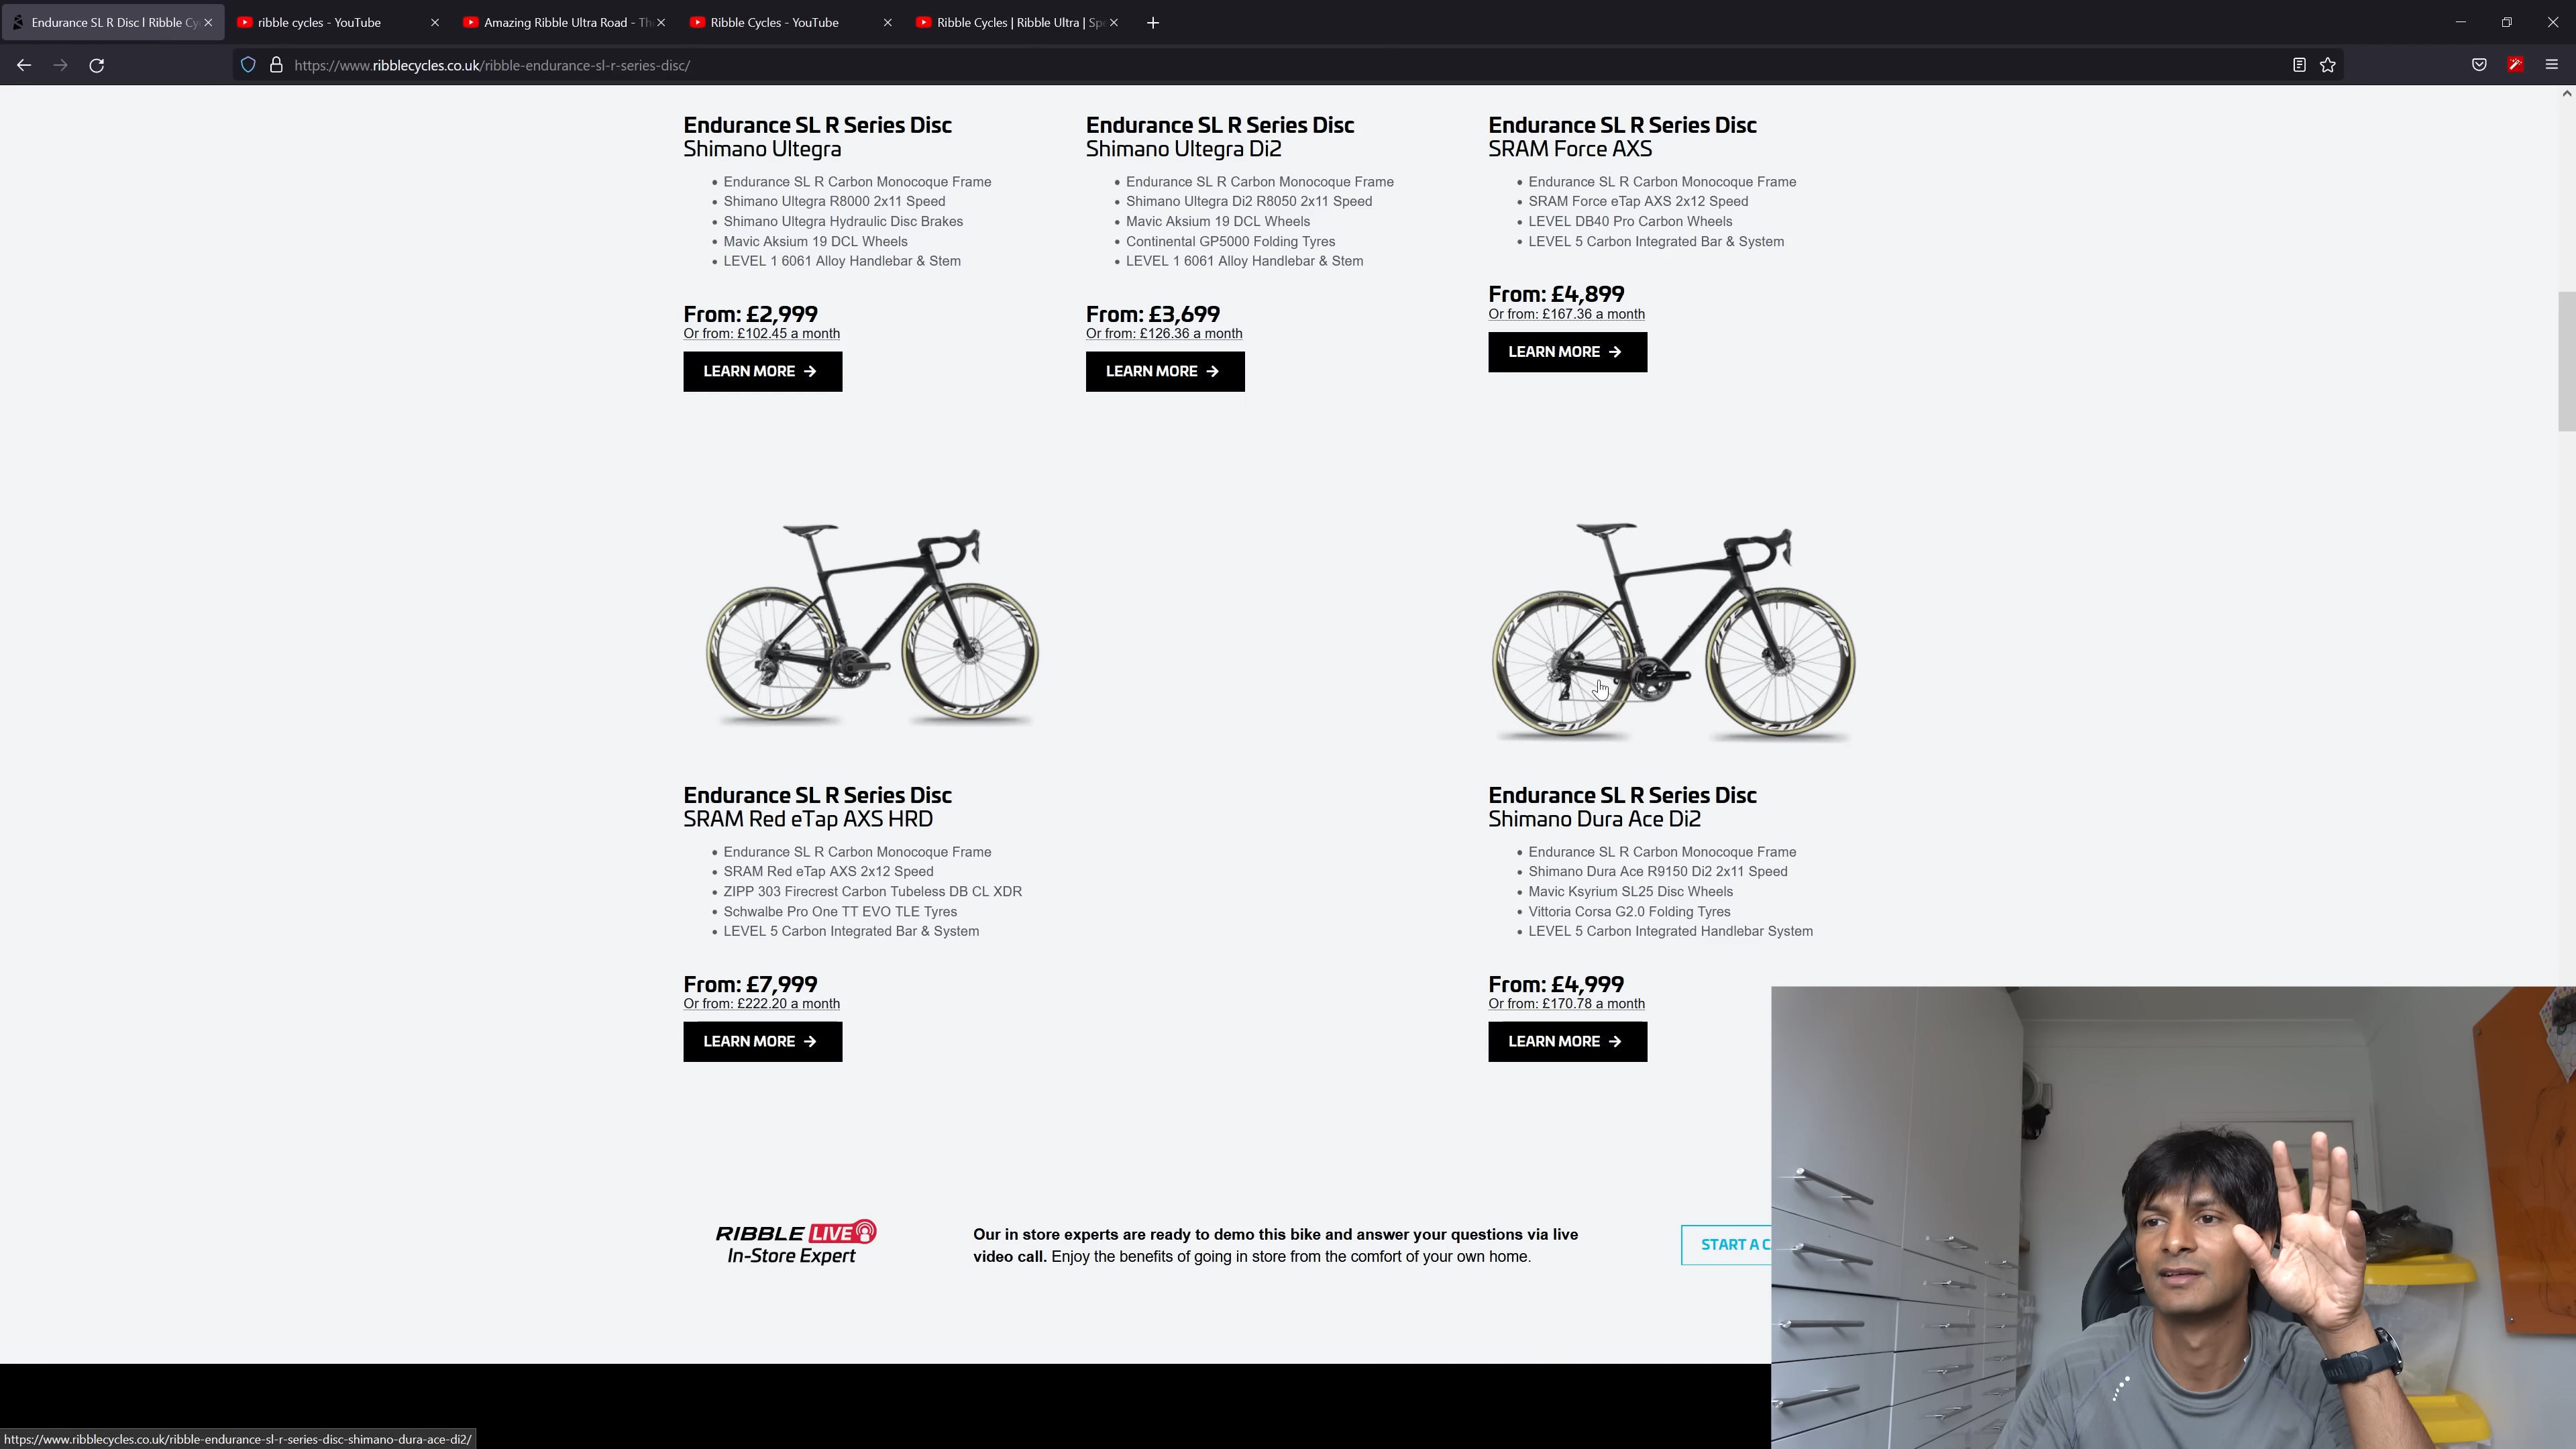 Endurance SL R Disc l Ribble Cy
ribble cycles - YouTube
Amazing Ribble Ultra Road - Th
Ribble Cycles - YouTube
Ribble Cycles | Ribble Ultra | Spe
https://www.ribblecycles.co.uk/ribble-endurance-sl-r-series-disc/
Endurance SL R Series Disc
Shimano Ultegra
• Endurance SL R Carbon Monocoque Frame
• Shimano Ultegra R8000 2x11 Speed
• Shimano Ultegra Hydraulic Disc Brakes
• Mavic Aksium 19 DCL Wheels
• LEVEL 1 6061 Alloy Handlebar & Stem
From: £2,999
Or from: £102.45 a month
LEARN MORE →
Endurance SL R Series Disc
Shimano Ultegra Di2
• Endurance SL R Carbon Monocoque Frame
• Shimano Ultegra Di2 R8050 2x11 Speed
• Mavic Aksium 19 DCL Wheels
• Continental GP5000 Folding Tyres
• LEVEL 1 6061 Alloy Handlebar & Stem
From: £3,699
Or from: £126.36 a month
LEARN MORE →
Endurance SL R Series Disc
SRAM Force AXS
• Endurance SL R Carbon Monocoque Frame
• SRAM Force eTap AXS 2x12 Speed
• LEVEL DB40 Pro Carbon Wheels
• LEVEL 5 Carbon Integrated Bar & System
From: £4,899
Or from: £167.36 a month
LEARN MORE →
Endurance SL R Series Disc
SRAM Red eTap AXS HRD
• Endurance SL R Carbon Monocoque Frame
• SRAM Red eTap AXS 2x12 Speed
• ZIPP 303 Firecrest Carbon Tubeless DB CL XDR
• Schwalbe Pro One TT EVO TLE Tyres
• LEVEL 5 Carbon Integrated Bar & System
From: £7,999
Or from: £222.20 a month
LEARN MORE →
Endurance SL R Series Disc
Shimano Dura Ace Di2
• Endurance SL R Carbon Monocoque Frame
• Shimano Dura Ace R9150 Di2 2x11 Speed
• Mavic Ksyrium SL25 Disc Wheels
• Vittoria Corsa G2.0 Folding Tyres
• LEVEL 5 Carbon Integrated Handlebar System
From: £4,999
Or from: £170.78 a month
LEARN MORE →
RIBBLE LIVE
In-Store Expert
Our in store experts are ready to demo this bike and answer your questions via live
video call. Enjoy the benefits of going in store from the comfort of your own home.
START A C
https://www.ribblecycles.co.uk/ribble-endurance-sl-r-series-disc-shimano-dura-ace-di2/